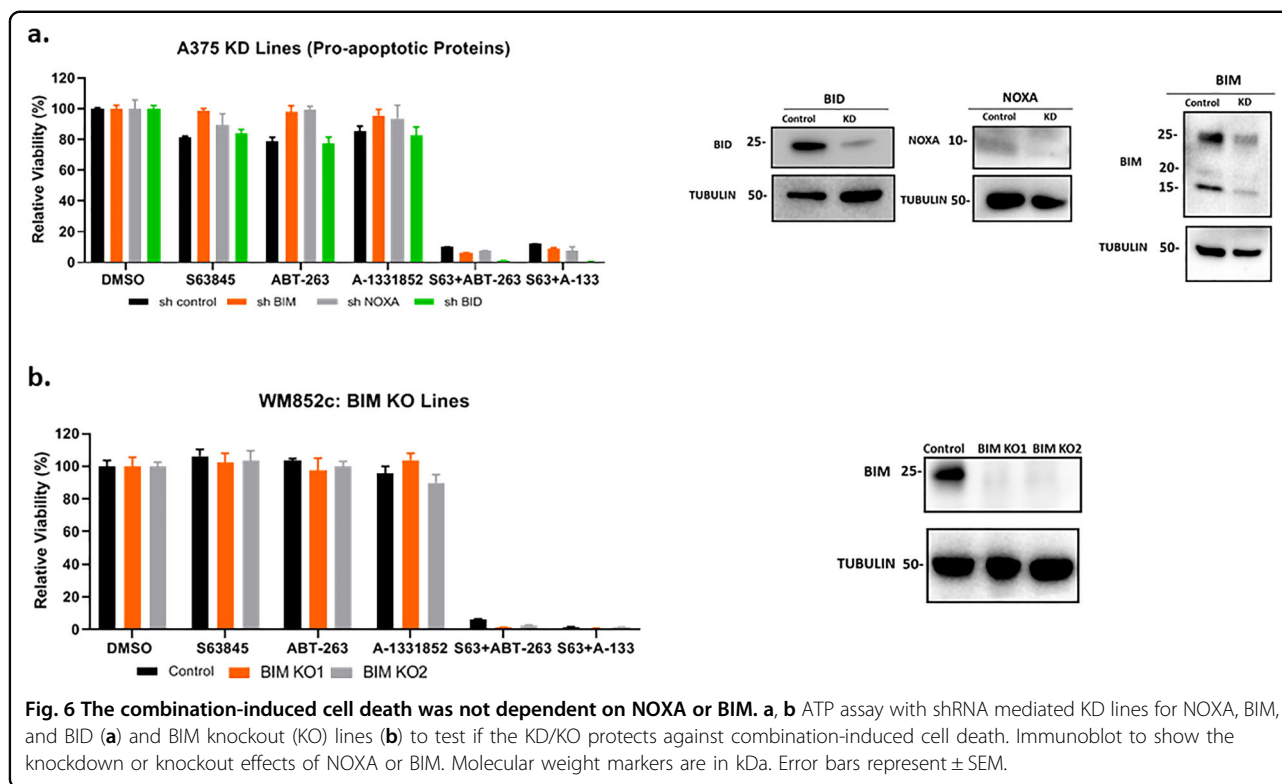 a.
A375 KD Lines (Pro-apoptotic Proteins)
Relative Viability (%)
120
100
80
60
40
20
0
DMSO S63845 ABT-263 A-1331852 S63+ABT-263 S63+A-133
sh control sh BIM sh NOXA sh BID
BID
Control KD
BID 25-
TUBULIN 50-
NOXA
Control KD
NOXA 10-
TUBULIN 50-
BIM
Control KD
25-
BIM
20-
15-
TUBULIN 50-
b.
WM852c: BIM KO Lines
Relative Viability (%)
120
100
80
60
40
20
0
DMSO S63845 ABT-263 A-1331852 S63+ABT-263 S63+A-133
Control BIM KO1 BIM KO2
Control BIM KO1 BIM KO2
BIM 25-
TUBULIN 50-
Fig. 6 The combination-induced cell death was not dependent on NOXA or BIM. a, b ATP assay with shRNA mediated KD lines for NOXA, BIM,
and BID (a) and BIM knockout (KO) lines (b) to test if the KD/KO protects against combination-induced cell death. Immunoblot to show the
knockdown or knockout effects of NOXA or BIM. Molecular weight markers are in kDa. Error bars represent ± SEM.